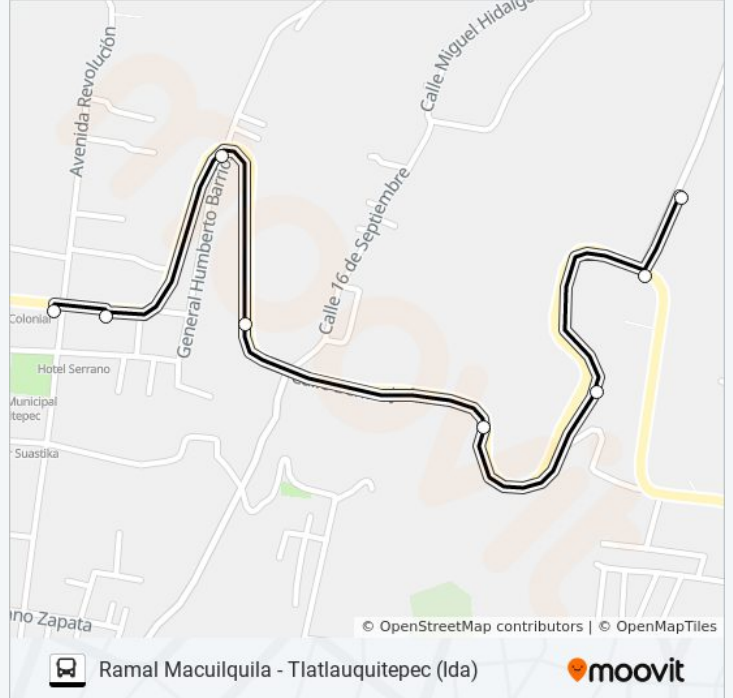 Avenida Revolución
Calle Miguel Hidalgo
General Humberto Barrio
Calle 16 de Septiembre
Colonial
Hotel Serrano
Municipal
tepec
Suastika
no Zapata
moovit
© OpenStreetMap contributors | © OpenMapTiles
Ramal Macuilquila - Tlatlauquitepec (Ida)
moovit